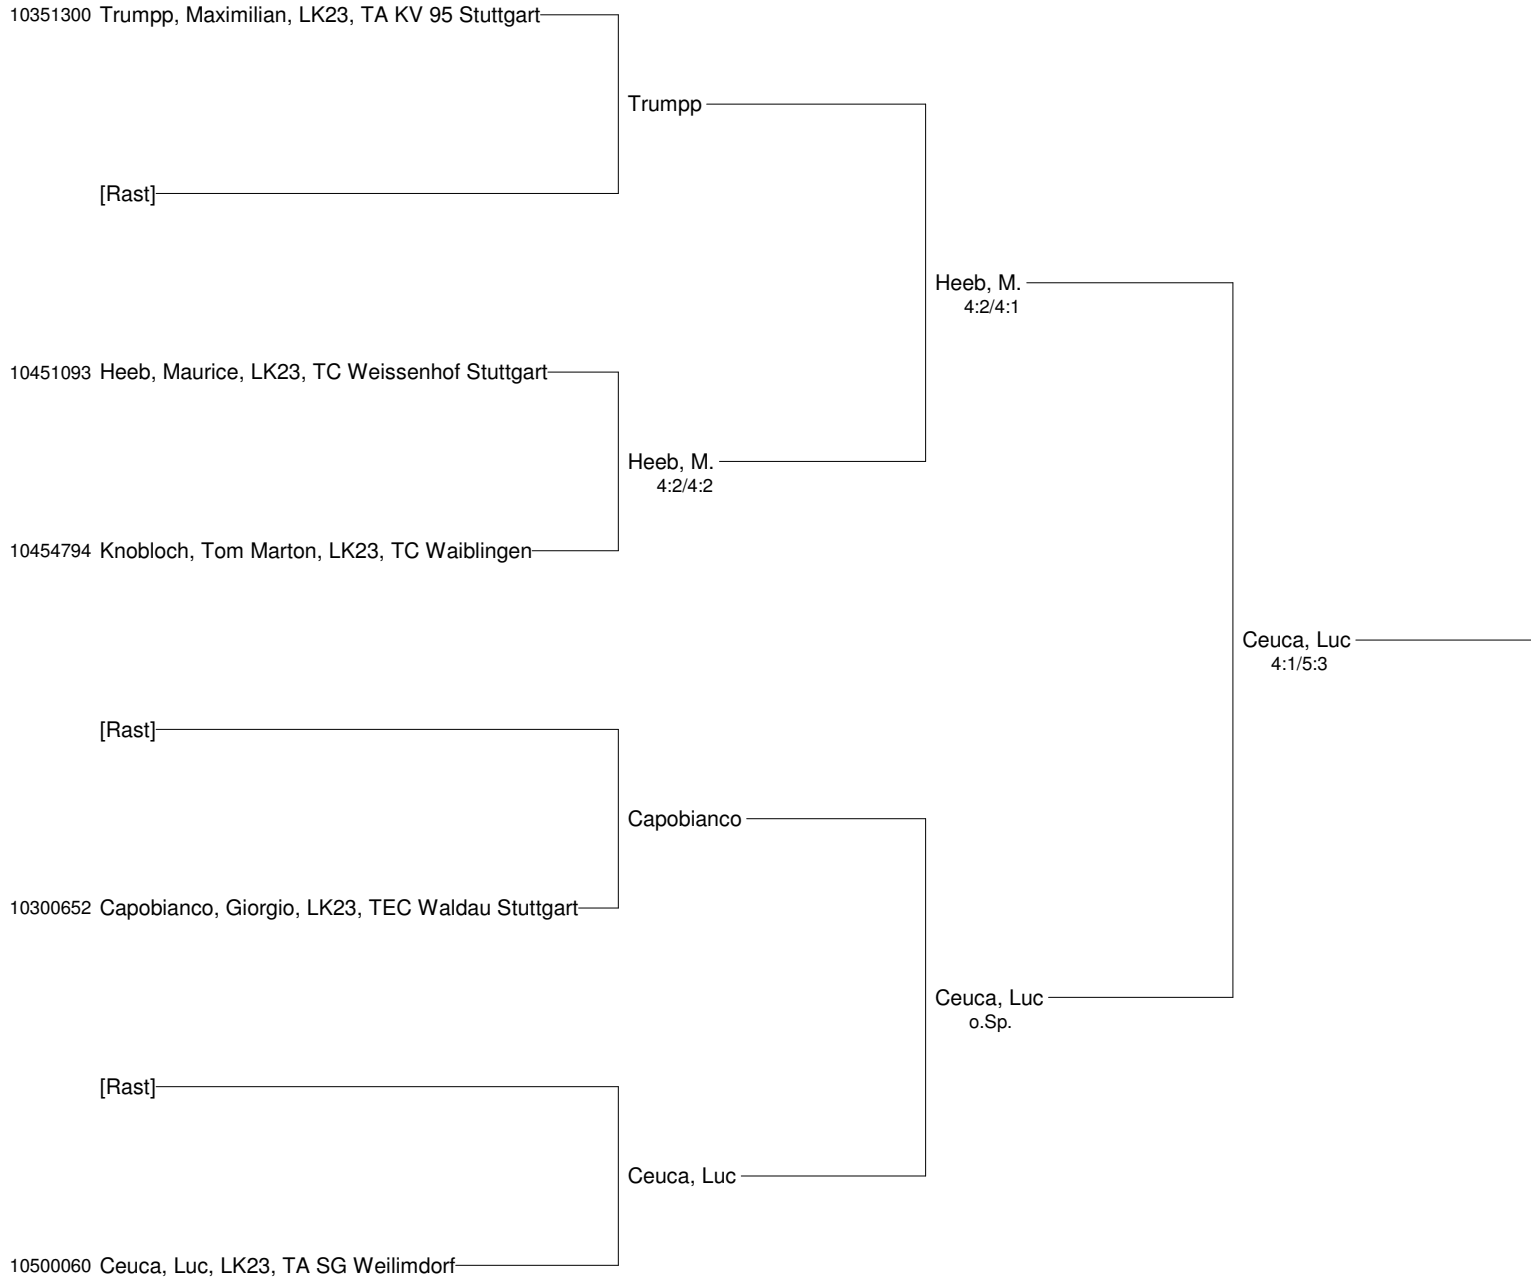 10351300 Trumpp, Maximilian, LK23, TA KV 95 Stuttgart
Trumpp
[Rast]
Heeb, M.
4:2/4:1
10451093 Heeb, Maurice, LK23, TC Weissenhof Stuttgart
Heeb, M.
4:2/4:2
10454794 Knobloch, Tom Marton, LK23, TC Waiblingen
Ceuca, Luc
4:1/5:3
[Rast]
Capobianco
10300652 Capobianco, Giorgio, LK23, TEC Waldau Stuttgart
Ceuca, Luc
o.Sp.
[Rast]
Ceuca, Luc
10500060 Ceuca, Luc, LK23, TA SG Weilimdorf